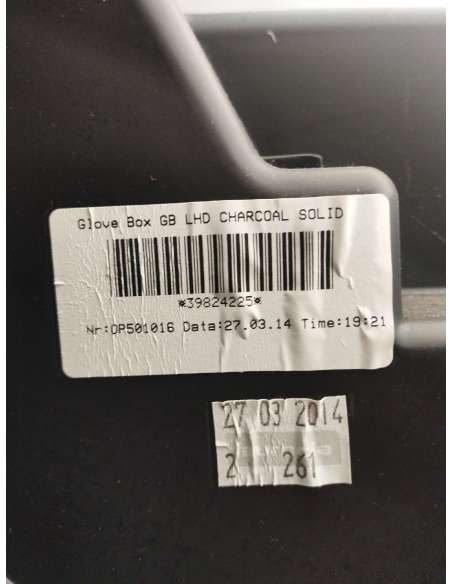 Glove Box GB LHD CHARCOAL SOLID
*39824225*
Nr:OP501016 Data:27.03.14 Time:19:21
27 03 2014
2 261